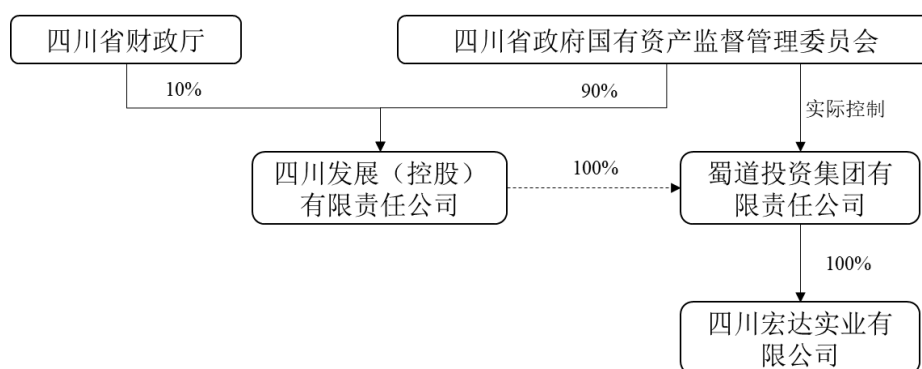 四川省财政厅
四川省政府国有资产监督管理委员会
10%
90%
实际控制
四川发展（控股）
有限责任公司
100%
蜀道投资集团有
限责任公司
100%
四川宏达实业有
限公司